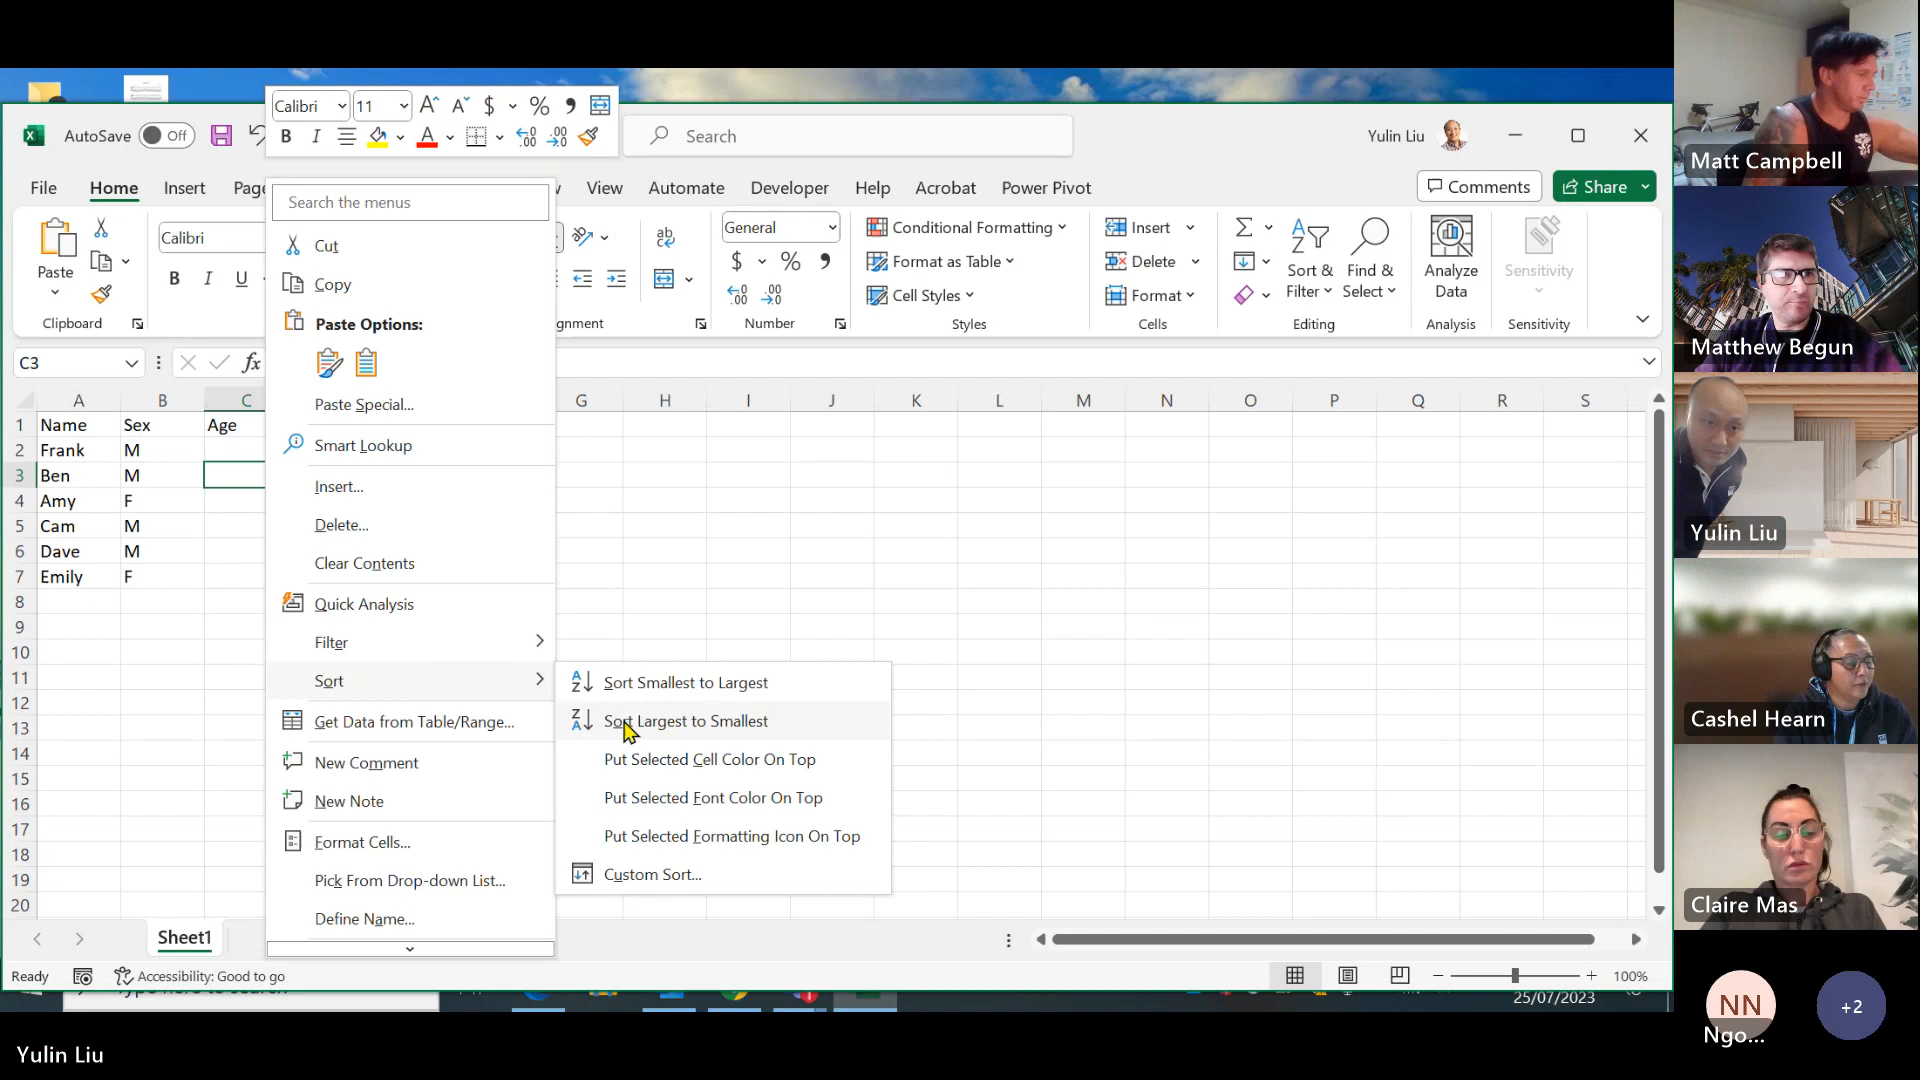 Calibri 11
AutoSave Off
Search
Yulin Liu
File Home Insert Page View Automate Developer Help Acrobat Power Pivot
Comments
Share
Search the menus
Calibri
General
Conditional Formatting
Format as Table
Cell Styles
Insert
Delete
Format
Paste
Sort & Filter
Find & Select
Analyze Data
Sensitivity
Clipboard
gnment
Number
Styles
Cells
Editing
Analysis
Sensitivity
Cut
Copy
Paste Options:
Paste Special...
Smart Lookup
Insert...
Delete...
Clear Contents
Quick Analysis
Filter
Sort
Get Data from Table/Range...
New Comment
New Note
Format Cells...
Pick From Drop-down List...
Define Name...
Sort Smallest to Largest
Sort Largest to Smallest
Put Selected Cell Color On Top
Put Selected Font Color On Top
Put Selected Formatting Icon On Top
Custom Sort...
C3
fx
A B C G H I J K L M N O P Q R S
1 Name Sex Age
2 Frank M
3 Ben M
4 Amy F
5 Cam M
6 Dave M
7 Emily F
8
9
10
11
12
13
14
15
16
17
18
19
20
Sheet1
Ready
Accessibility: Good to go
100%
Type here to search
25/07/2023
Yulin Liu
Matt Campbell
Matthew Begun
Yulin Liu
Cashel Hearn
Claire Mas
NN
Ngo...
+2